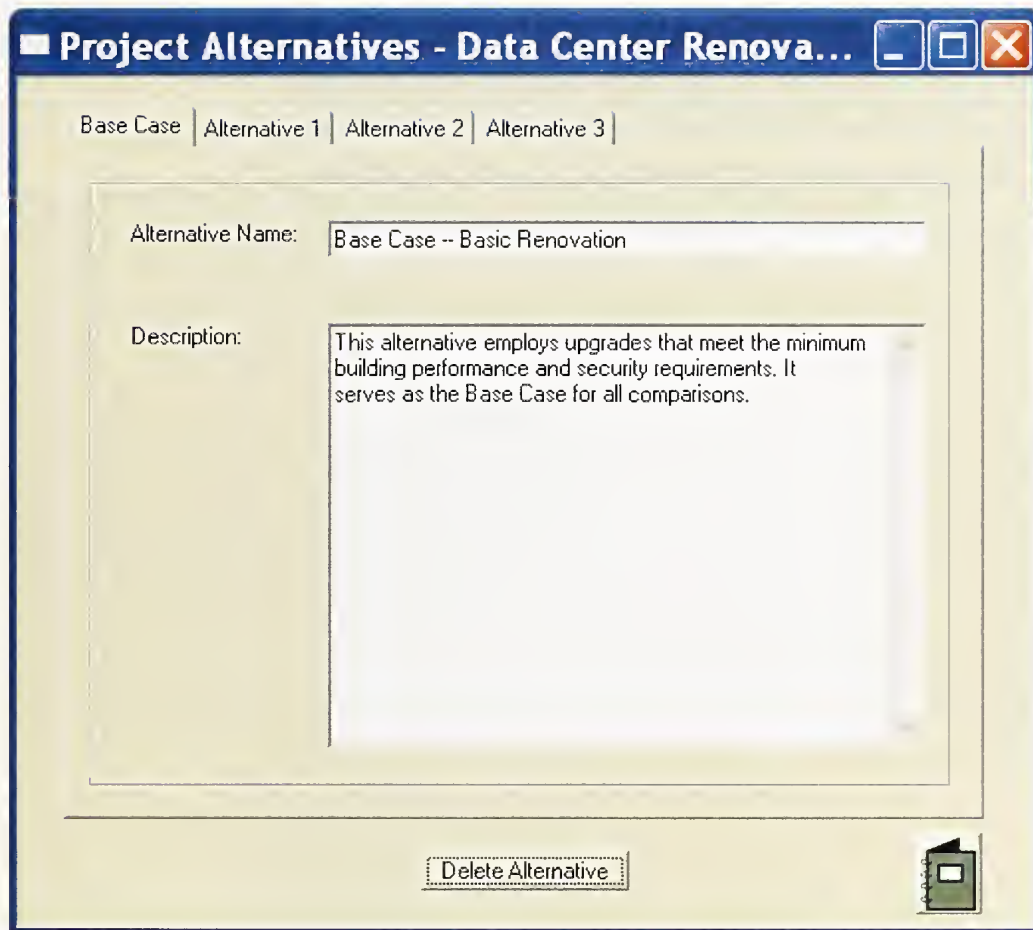 Project Alternatives - Data Center Renova...
Base Case Alternative 1 Alternative 2 Alternative 3
Alternative Name: Base Case -- Basic Renovation
Description:
This alternative employs upgrades that meet the minimum
building performance and security requirements. It
serves as the Base Case for all comparisons.
Delete Alternative